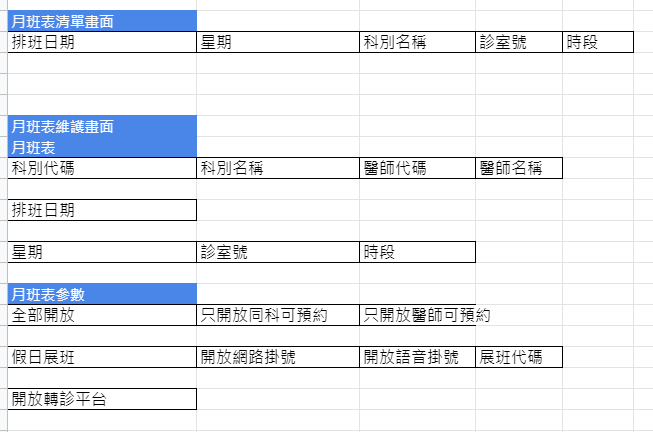 月班表清單畫面
排班日期 星期 科別名稱 診室號 時段
月班表維護畫面
月班表
科別代碼 科別名稱 醫師代碼 醫師名稱
排班日期
星期 診室號 時段
月班表參數
全部開放 只開放同科可預約 只開放醫師可預約
假日展班 開放網路掛號 開放語音掛號 展班代碼
開放轉診平台